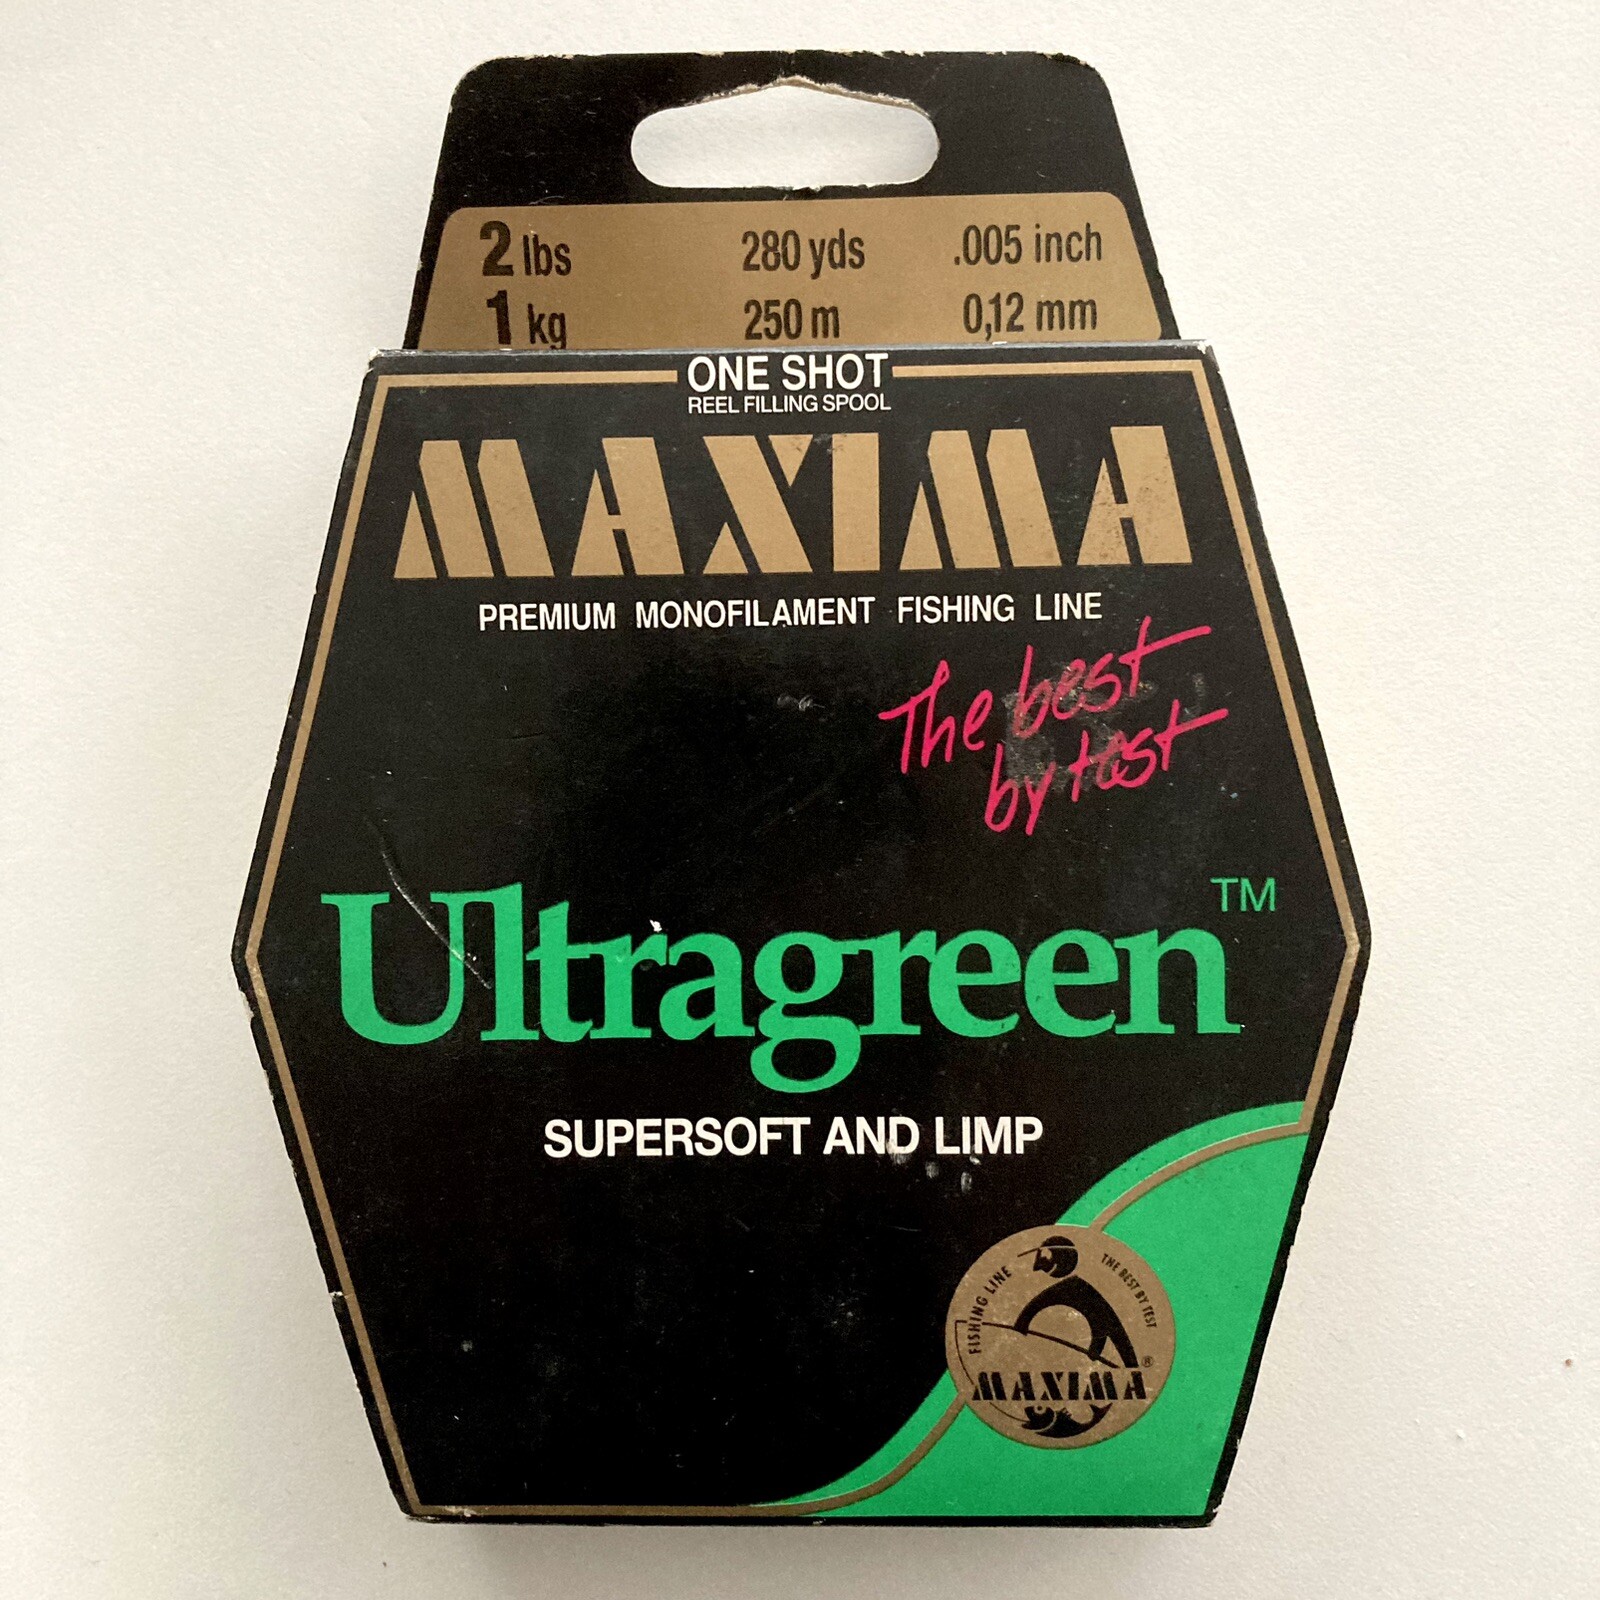 2 lbs 280 yds .005 inch
1 kg 250 m 0,12 mm
ONE SHOT
REEL FILLING SPOOL
MAXIMA
PREMIUM MONOFILAMENT FISHING LINE
The best
by test
Ultragreen™
SUPERSOFT AND LIMP
FISHING LINE
THE BEST BY TEST
MAXIMA®